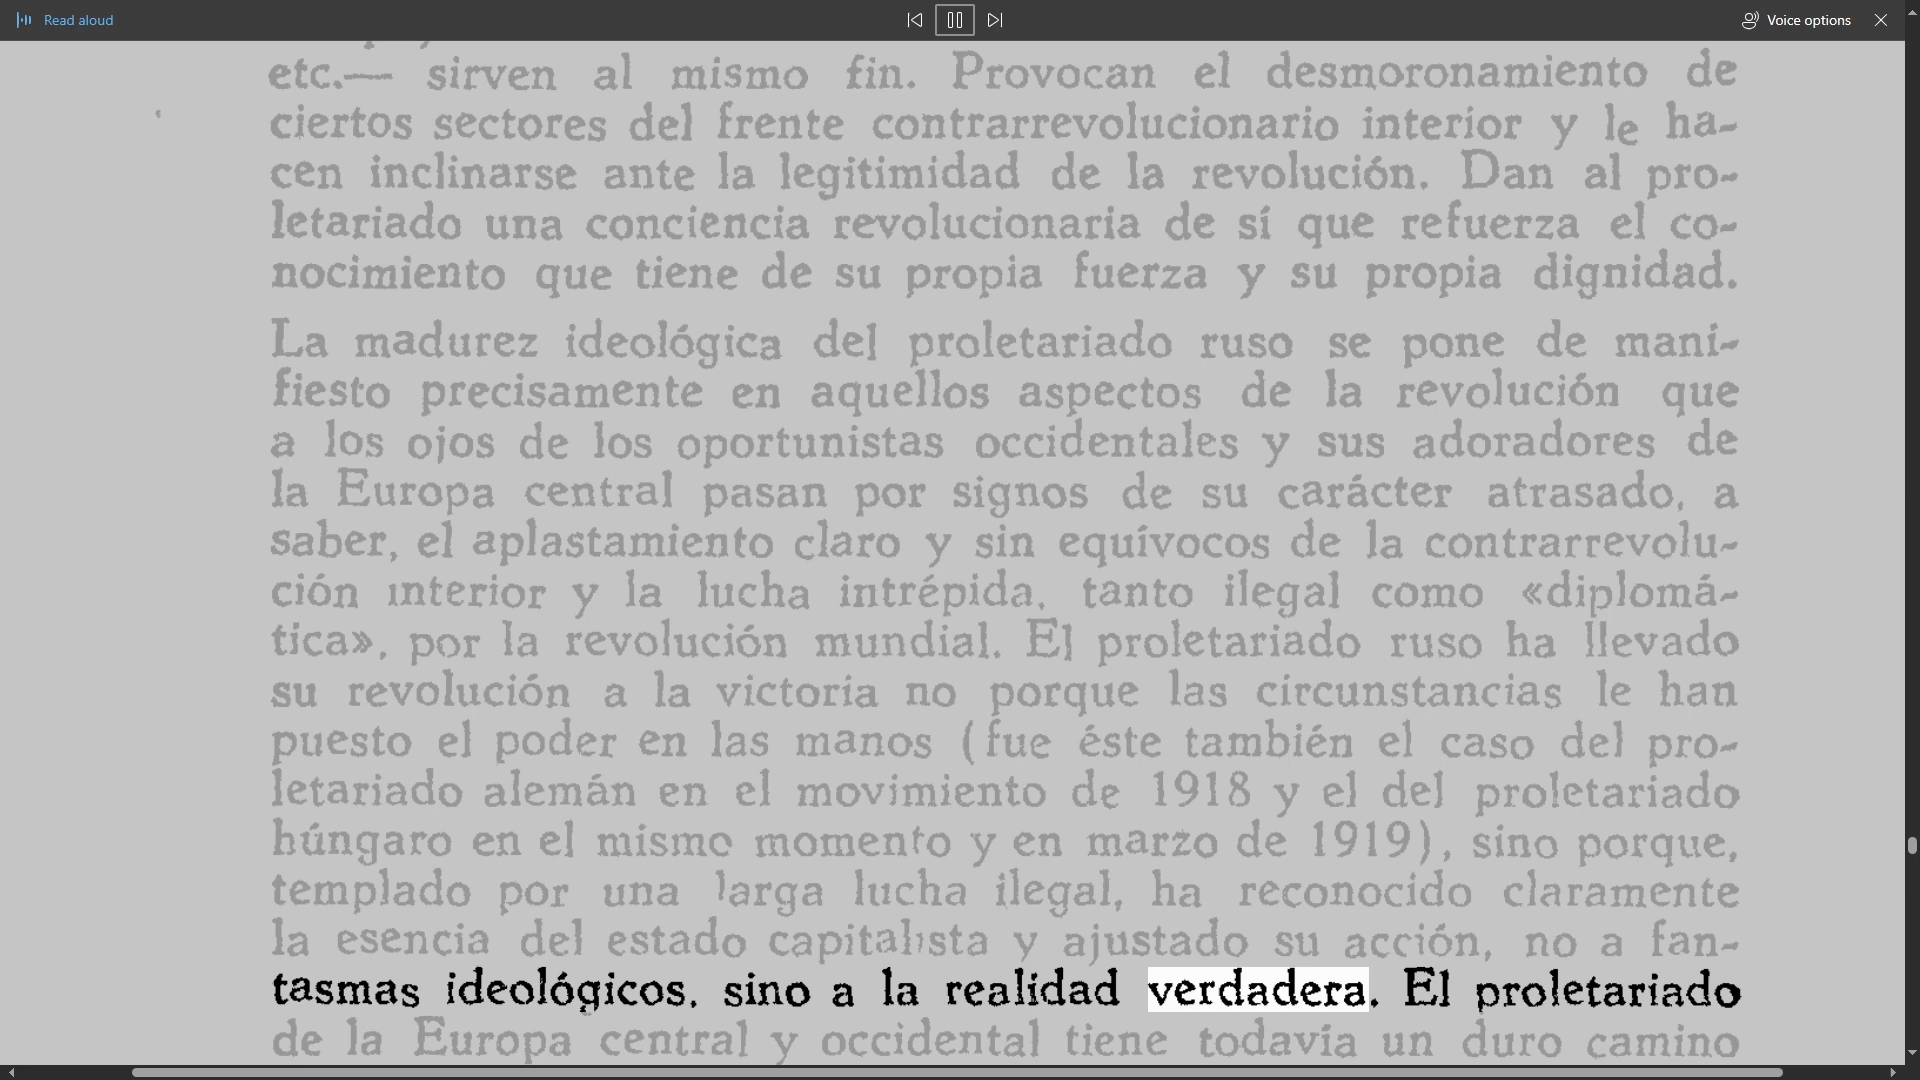 Read aloud
Voice options
etc.— sirven al mismo fin. Provocan el desmoronamiento de
ciertos sectores del frente contrarrevolucionario interior y le ha-
cen inclinarse ante la legitimidad de la revolución. Dan al pro-
letariado una conciencia revolucionaria de sí que refuerza el co-
nocimiento que tiene de su propia fuerza y su propia dignidad.
La madurez ideológica del proletariado ruso se pone de mani-
fiesto precisamente en aquellos aspectos de la revolución que
a los ojos de los oportunistas occidentales y sus adoradores de
la Europa central pasan por signos de su carácter atrasado, a
saber, el aplastamiento claro y sin equívocos de la contrarrevolu-
ción interior y la lucha intrépida, tanto ilegal como «diplomá-
tica», por la revolución mundial. El proletariado ruso ha llevado
su revolución a la victoria no porque las circunstancias le han
puesto el poder en las manos (fue éste también el caso del pro-
letariado alemán en el movimiento de 1918 y el del proletariado
húngaro en el mismo momento y en marzo de 1919), sino porque,
templado por una larga lucha ilegal, ha reconocido claramente
la esencia del estado capitalista y ajustado su acción, no a fan-
tasmas ideológicos, sino a la realidad verdadera. El proletariado
de la Europa central y occidental tiene todavía un duro camino